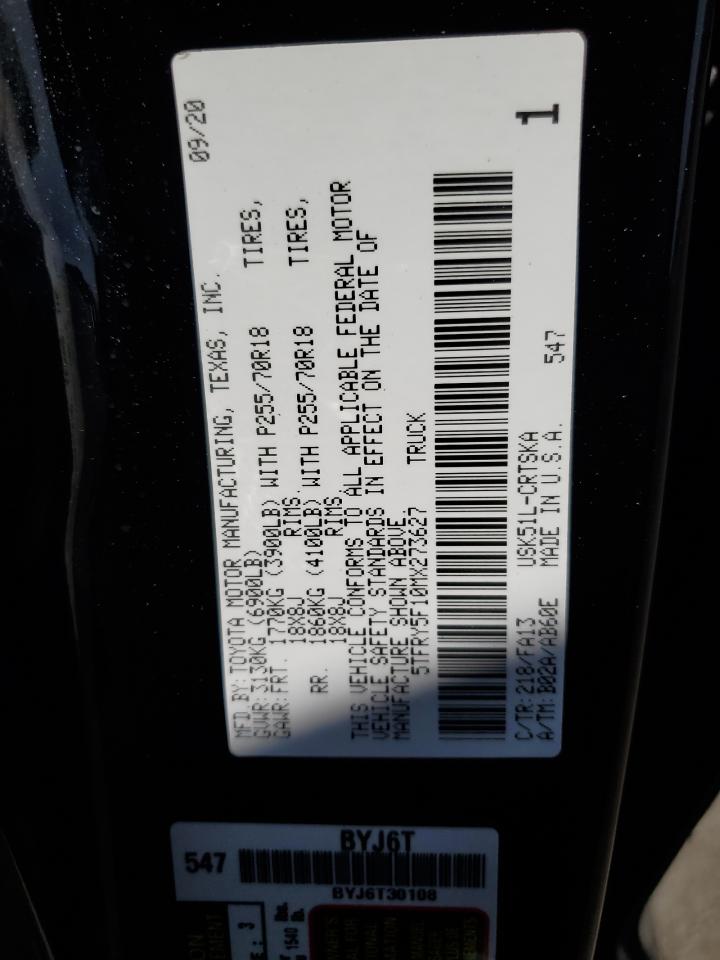 MFD. BY: TOYOTA MOTOR MANUFACTURING, TEXAS, INC. 09/20
GVWR: 3130KG (6900LB)
GAWR: FRT. 1770KG (3900LB) WITH P255/70R18 TIRES,
18X8J RIMS.
RR. 1860KG (4100LB) WITH P255/70R18 TIRES,
18X8J RIMS
THIS VEHICLE CONFORMS TO ALL APPLICABLE FEDERAL MOTOR
VEHICLE SAFETY STANDARDS IN EFFECT ON THE DATE OF
MANUFACTURE SHOWN ABOVE.
5TFRY5F10MX273627 TRUCK
C/TR: 218/FA13 USK51L-CRTSKA
A/TM: B02A/AB60E MADE IN U.S.A. 547 1
BYJ6T
547
BYJ6T30108
1540